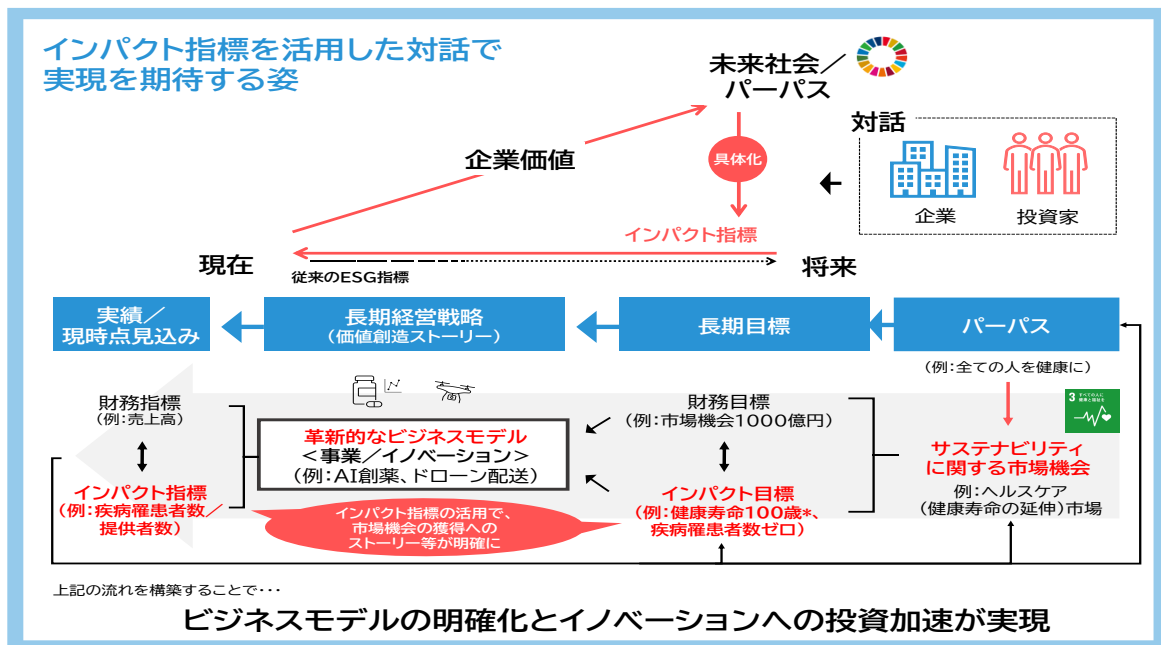 インパクト指標を活用した対話で
実現を期待する姿
未来社会／
パーパス
対話
企業価値
具体化
企業
投資家
インパクト指標
現在
将来
従来のESG指標
実績／
現時点見込み
長期経営戦略
(価値創造ストーリー)
長期目標
パーパス
(例:全ての人を健康に)
財務指標
(例:売上高)
財務目標
(例:市場機会1000億円)
3 すべての人に
健康と福祉を
革新的なビジネスモデル
＜事業／イノベーション＞
(例:AI創薬、ドローン配送)
サステナビリティ
に関する市場機会
例:ヘルスケア
(健康寿命の延伸)市場
インパクト指標
(例:疾病罹患者数／
提供者数)
インパクト目標
(例:健康寿命100歳*、
疾病罹患者数ゼロ)
インパクト指標の活用で、
市場機会の獲得への
ストーリー等が明確に
上記の流れを構築することで･･･
ビジネスモデルの明確化とイノベーションへの投資加速が実現